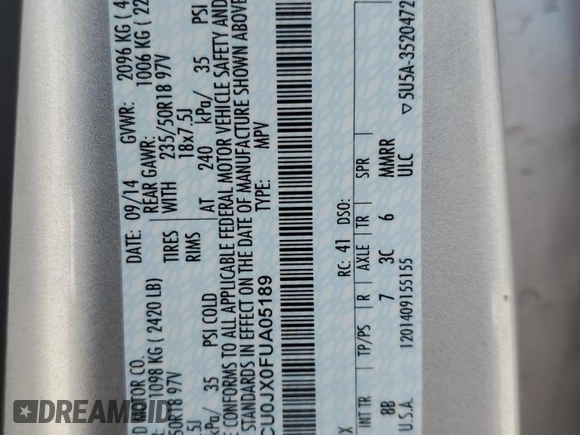 D MOTOR CO.
DATE: 09/14
GVWR: 2096 KG ( 4
1098 KG ( 2420 LB)
REAR GAWR: 1006 KG ( 22
50R18 97V
TIRES WITH 235/50R18 97V
5J
RIMS 18x7.5J
kPa/ 35 PSI COLD
AT 240 kPa/ 35 PSI
E CONFORMS TO ALL APPLICABLE FEDERAL MOTOR VEHICLE SAFETY AND
STANDARDS IN EFFECT ON THE DATE OF MANUFACTURE SHOWN ABOVE
CU0JX0FUA05189
TYPE: MPV
RC: 41 DSO:
X
INT TR TP/PS R AXLE TR SPR
8B 7 3C 6 MMRR
U.S.A. 1201409155155 ULC
▽5U5A-3520472
DREAMBID